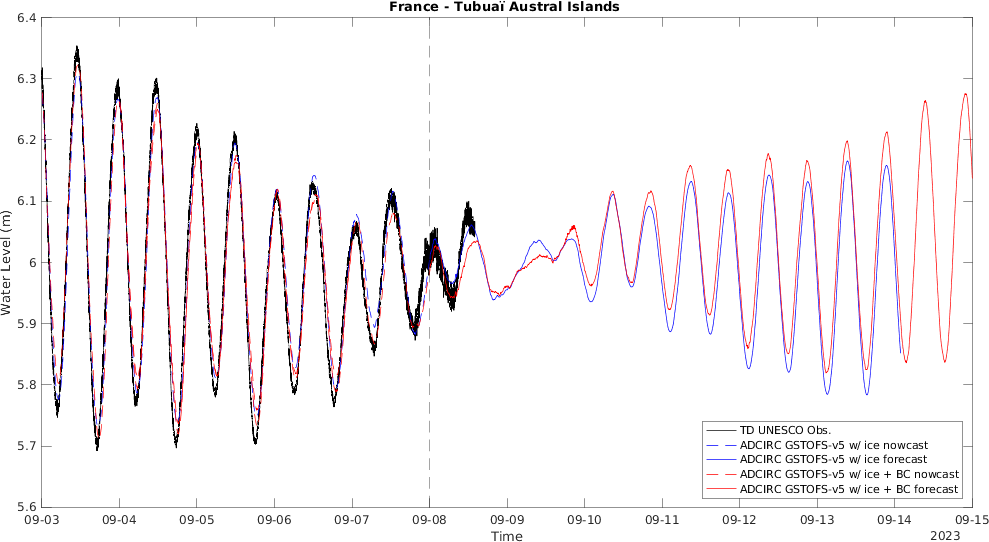 France - Tubuaï Austral Islands
Water Level (m)
6.4
6.3
6.2
6.1
6
5.9
5.8
5.7
5.6
TD UNESCO Obs.
ADCIRC GSTOFS-v5 w/ ice nowcast
ADCIRC GSTOFS-v5 w/ ice forecast
ADCIRC GSTOFS-v5 w/ ice + BC nowcast
ADCIRC GSTOFS-v5 w/ ice + BC forecast
09-03 09-04 09-05 09-06 09-07 09-08 09-09 09-10 09-11 09-12 09-13 09-14 09-15
Time
2023